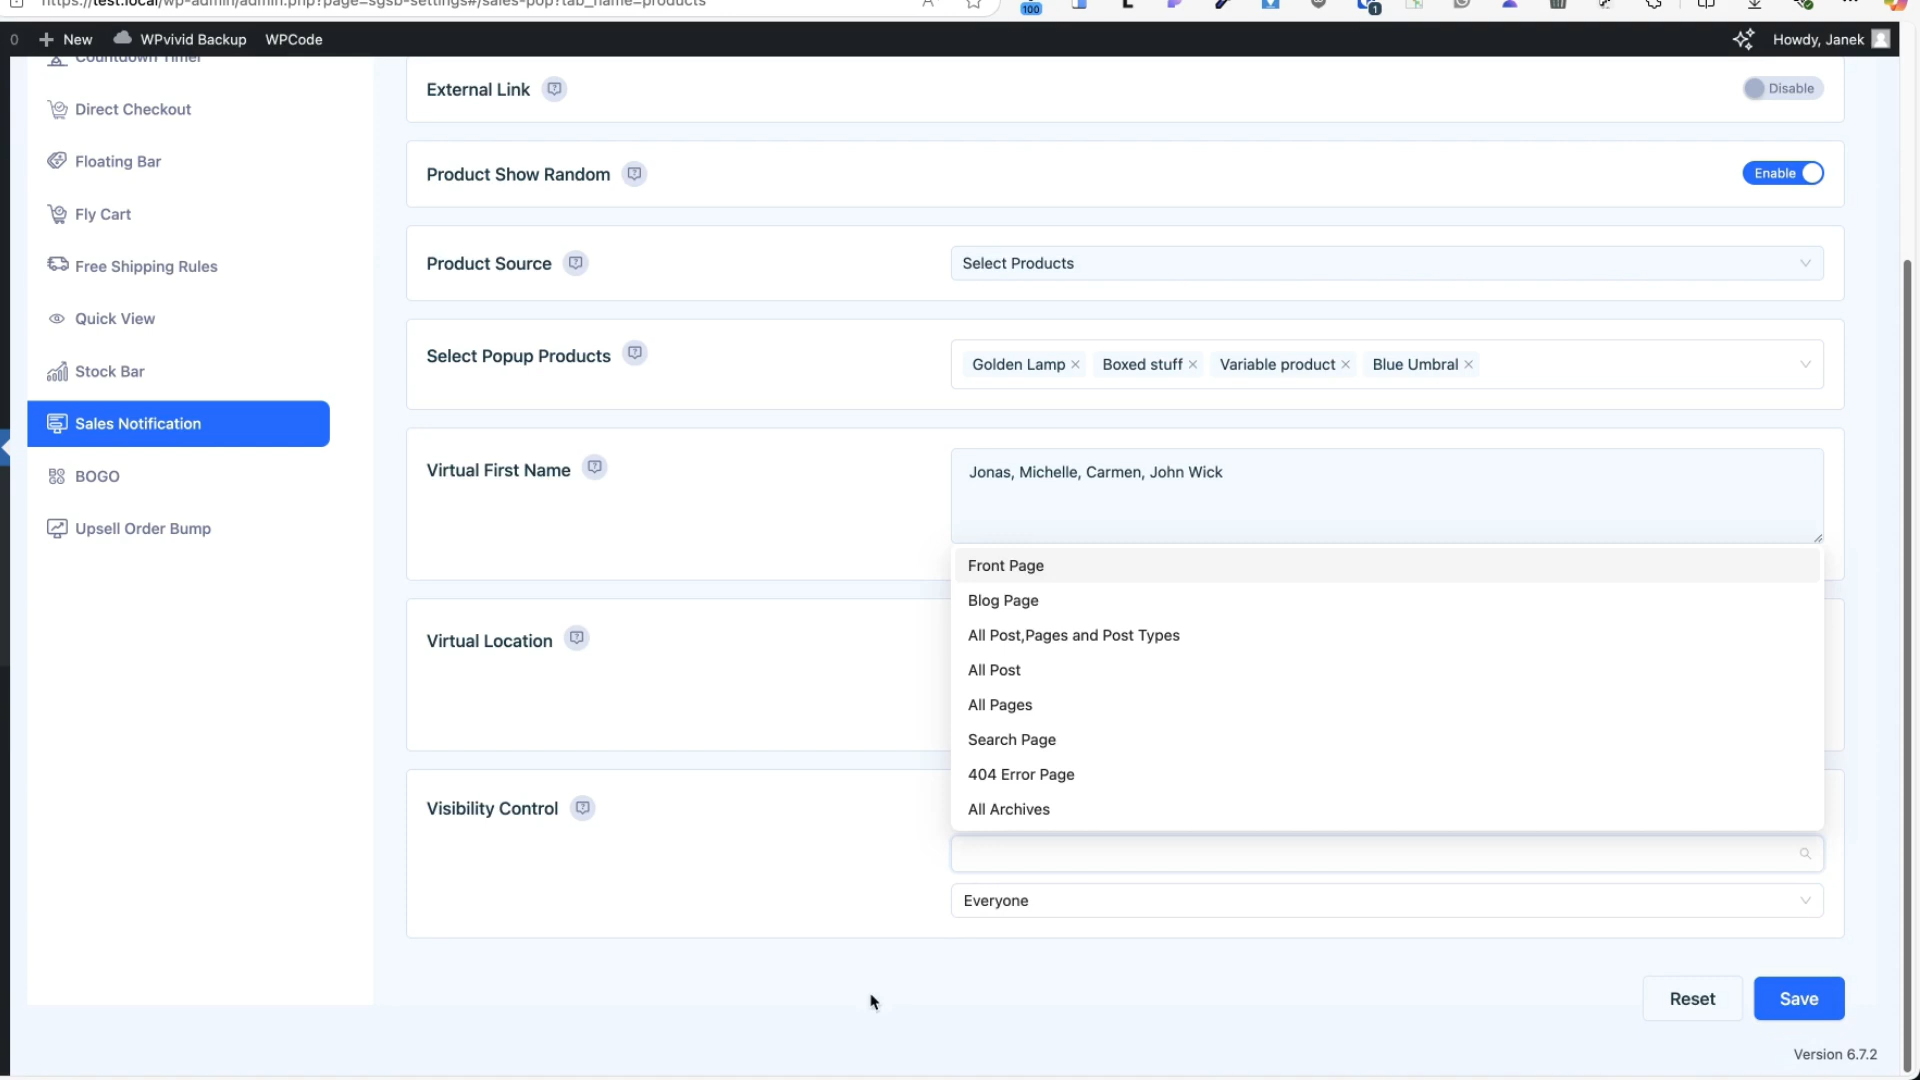 https://test.local/wp-admin/admin.php?page=sgsb-settings#/sales-pop?tab_name=products
100
1
0
New
WPvivid Backup
WPCode
Howdy, Janek
Countdown Timer
Direct Checkout
Floating Bar
Fly Cart
Free Shipping Rules
Quick View
Stock Bar
Sales Notification
BOGO
Upsell Order Bump
External Link
Disable
Product Show Random
Enable
Product Source
Select Products
Select Popup Products
Golden Lamp
Boxed stuff
Variable product
Blue Umbral
Virtual First Name
Jonas, Michelle, Carmen, John Wick
Virtual Location
Visibility Control
Front Page
Blog Page
All Post,Pages and Post Types
All Post
All Pages
Search Page
404 Error Page
All Archives
Everyone
Reset
Save
Version 6.7.2